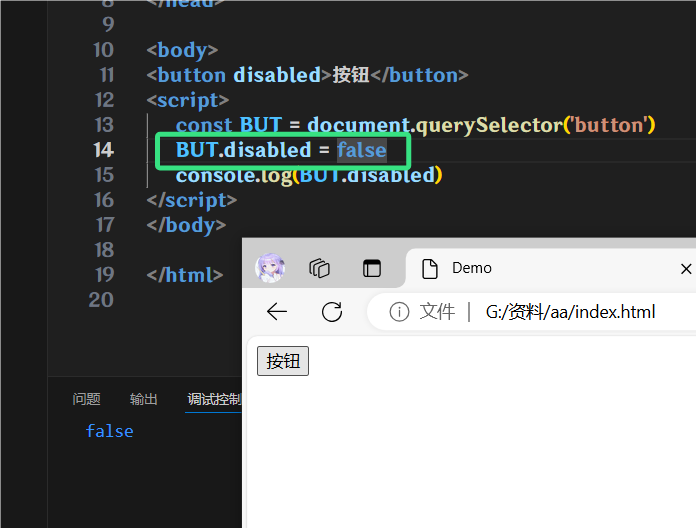 8 </head>
9
10 <body>
11 <button disabled>按钮</button>
12 <script>
13 const BUT = document.querySelector('button')
14 BUT.disabled = false
15 console.log(BUT.disabled)
16 </script>
17 </body>
18
19 </html>
20
Demo
文件 | G:/资料/aa/index.html
按钮
问题 输出 调试控制
false